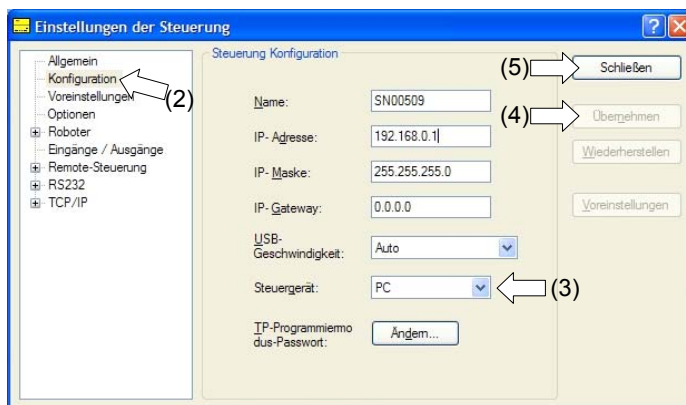 Einstellungen der Steuerung
Allgemein
Konfiguration
Voreinstellungen
Optionen
Roboter
Eingänge / Ausgänge
Remote-Steuerung
RS232
TCP/IP
(2)
Steuerung Konfiguration
Name: SN00509
IP- Adresse: 192.168.0.1
IP- Maske: 255.255.255.0
IP- Gateway: 0.0.0.0
USB-
Geschwindigkeit: Auto
Steuergerät: PC
(3)
TP-Programmiermo
dus-Passwort: Ändern...
(5) Schließen
(4) Übernehmen
Wiederherstellen
Voreinstellungen